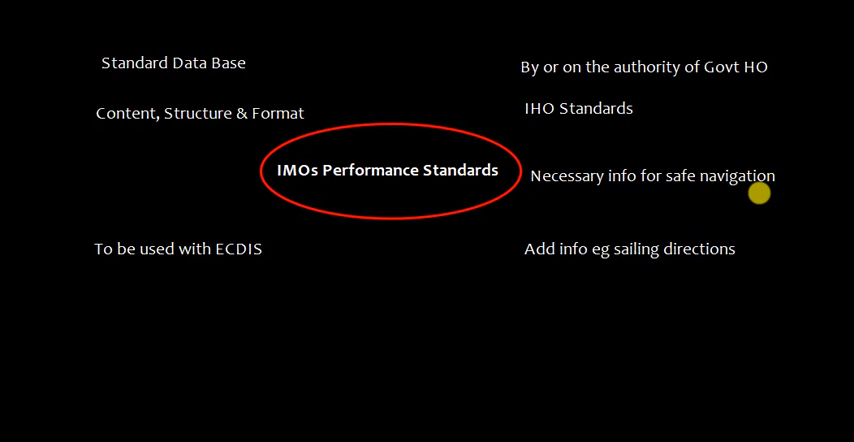 Standard Data Base
By or on the authority of Govt HO
Content, Structure & Format
IHO Standards
IMOs Performance Standards
Necessary info for safe navigation
To be used with ECDIS
Add info eg sailing directions